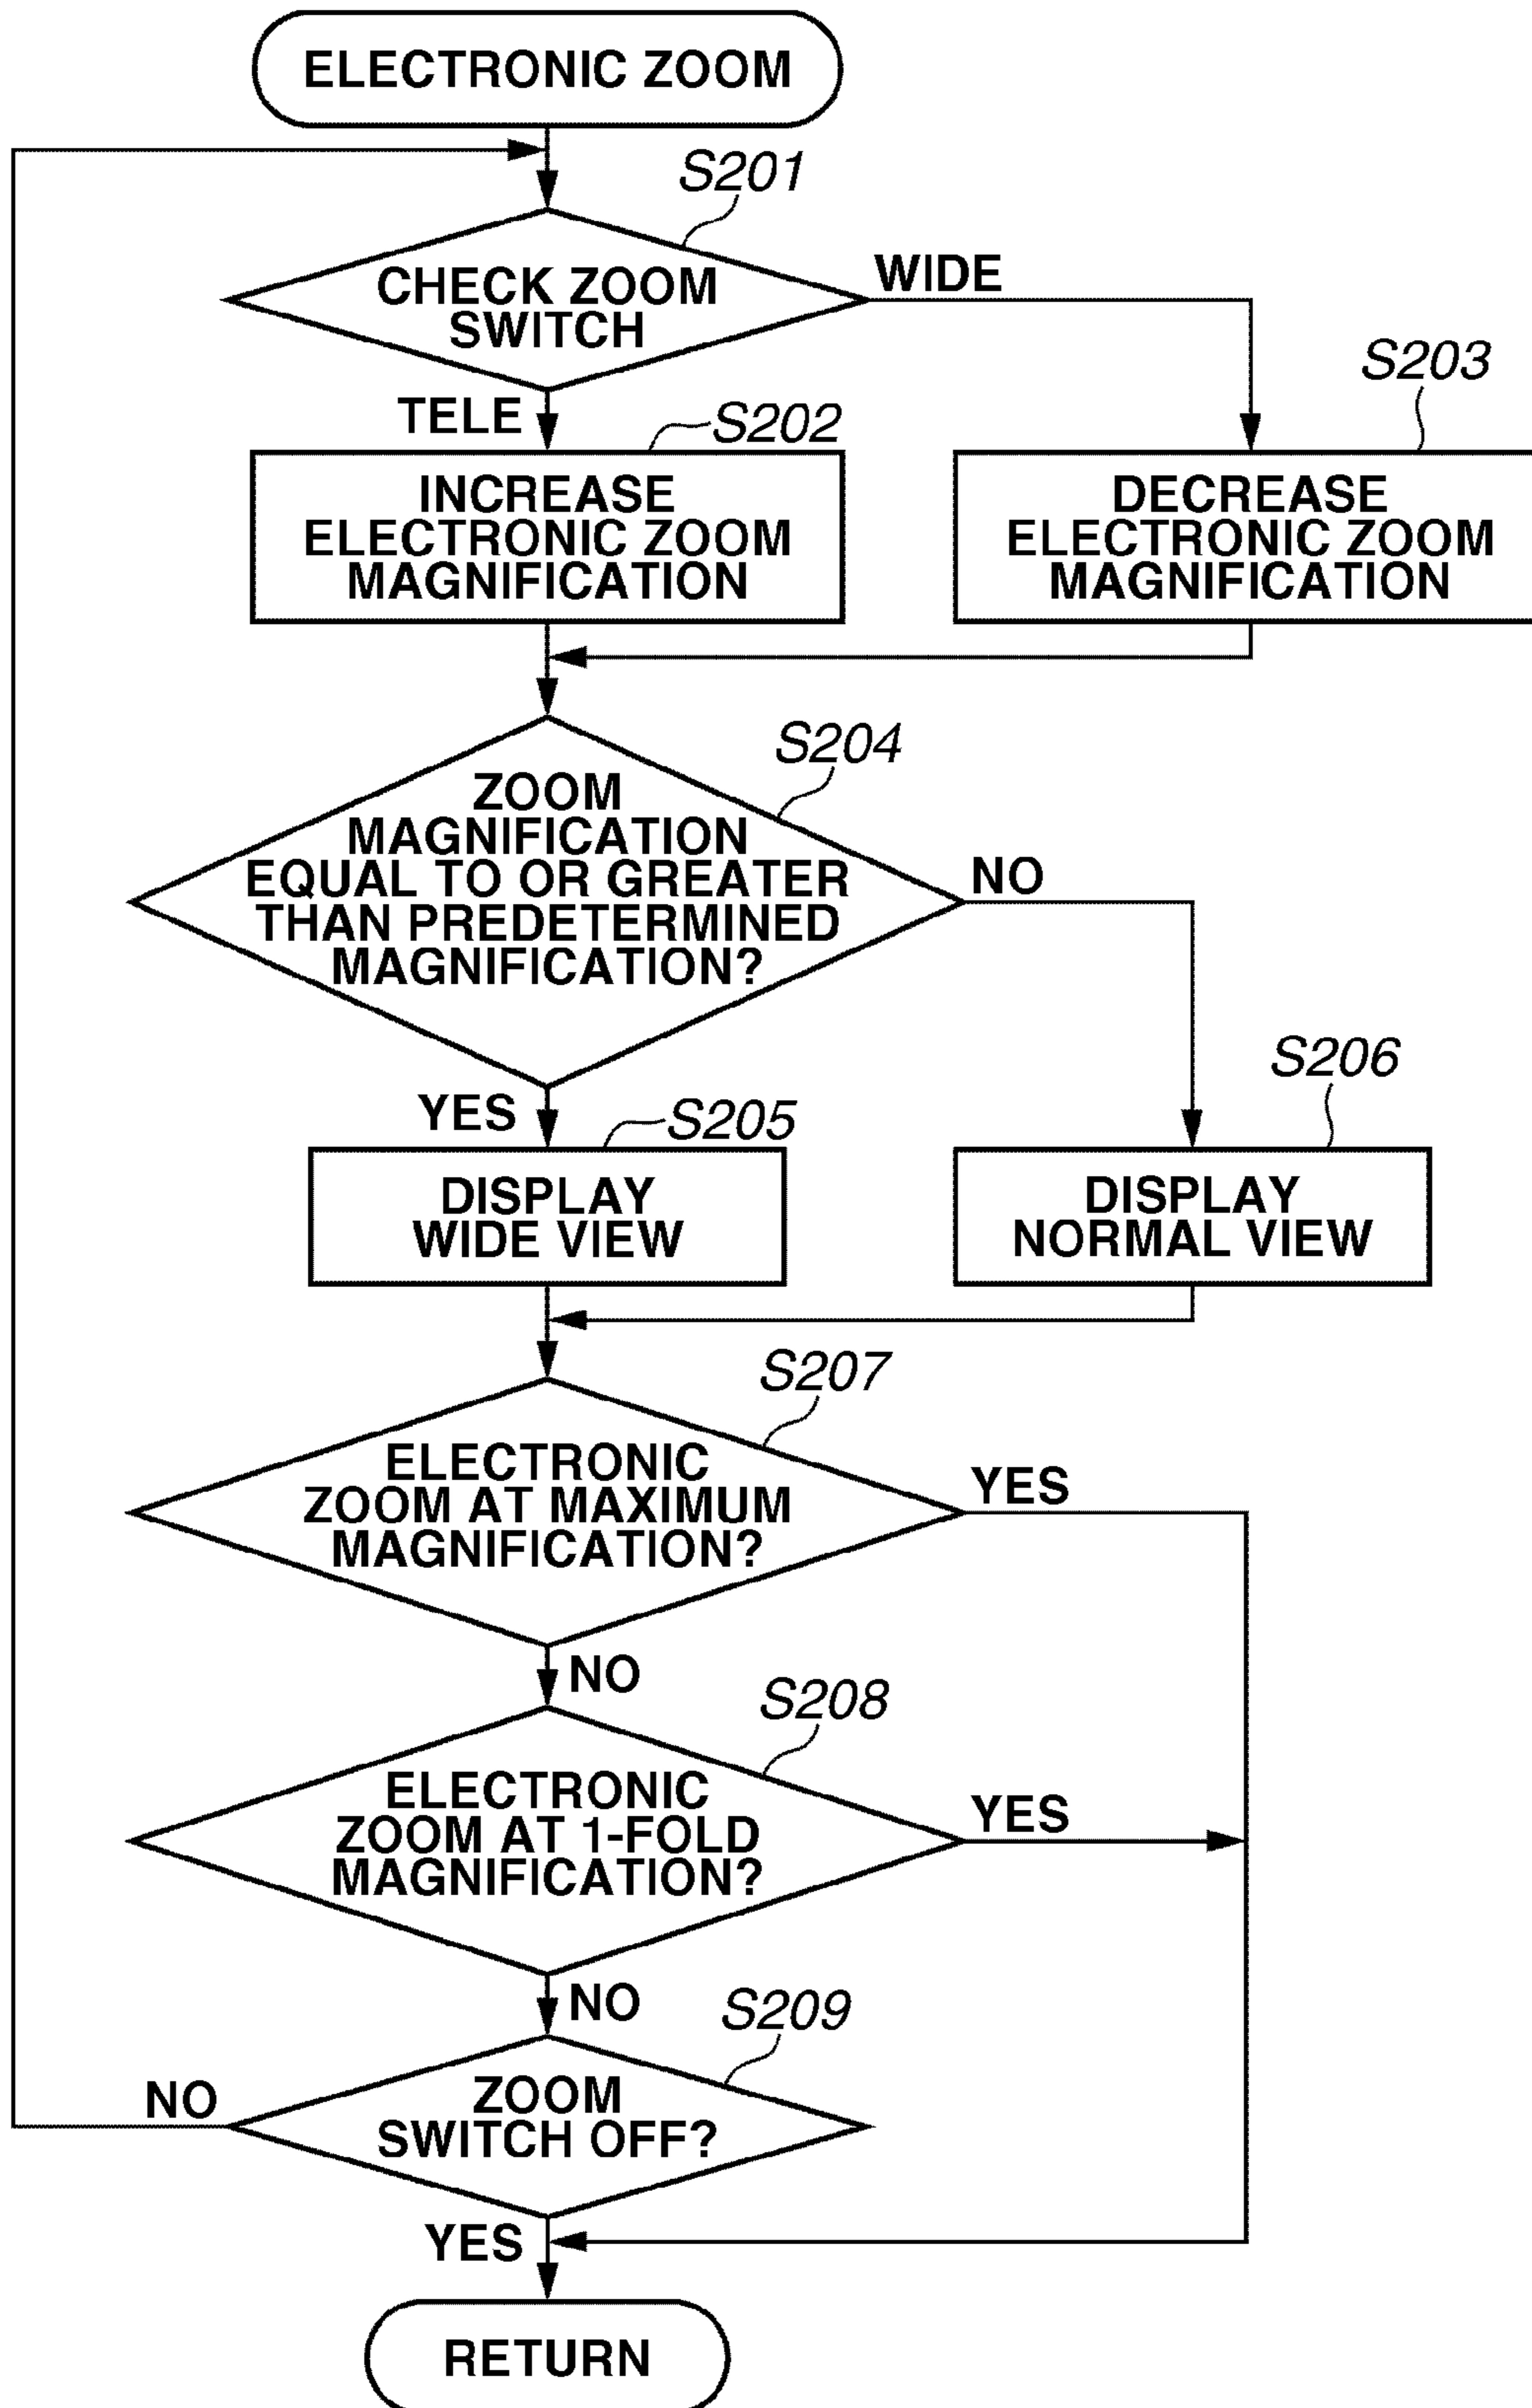 ELECTRONIC ZOOM
S201
CHECK ZOOM
SWITCH
WIDE
TELE
S202
S203
INCREASE
ELECTRONIC ZOOM
MAGNIFICATION
DECREASE
ELECTRONIC ZOOM
MAGNIFICATION
S204
ZOOM
MAGNIFICATION
EQUAL TO OR GREATER
THAN PREDETERMINED
MAGNIFICATION?
NO
YES
S205
S206
DISPLAY
WIDE VIEW
DISPLAY
NORMAL VIEW
S207
ELECTRONIC
ZOOM AT MAXIMUM
MAGNIFICATION?
YES
NO
S208
ELECTRONIC
ZOOM AT 1-FOLD
MAGNIFICATION?
YES
NO
S209
ZOOM
SWITCH OFF?
NO
YES
RETURN